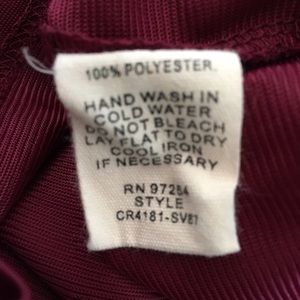 100% POLYESTER
HAND WASH IN
COLD WATER
DO NOT BLEACH
LAY FLAT TO DRY
COOL IRON
IF NECESSARY
RN 97284
STYLE
CR4181-SV87